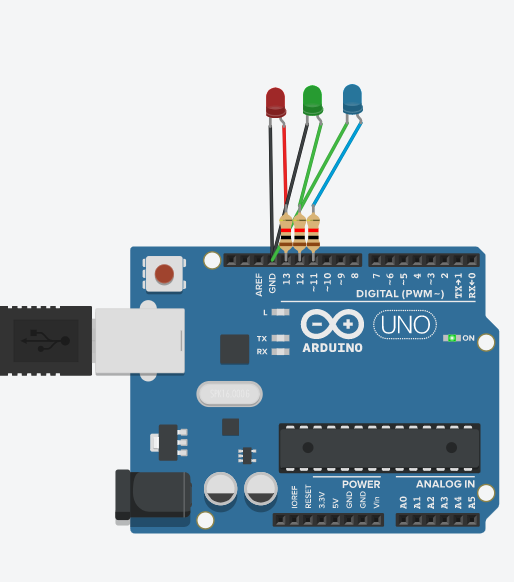 AREF
GND
13
12
~11
~10
~9
8
7
~6
~5
4
~3
2
TX→1
RX←0
DIGITAL (PWM~)
L
TX
RX
UNO
ARDUINO
ON
POWER
ANALOG IN
IOREF
RESET
3.3V
5V
GND
GND
Vin
A0
A1
A2
A3
A4
A5